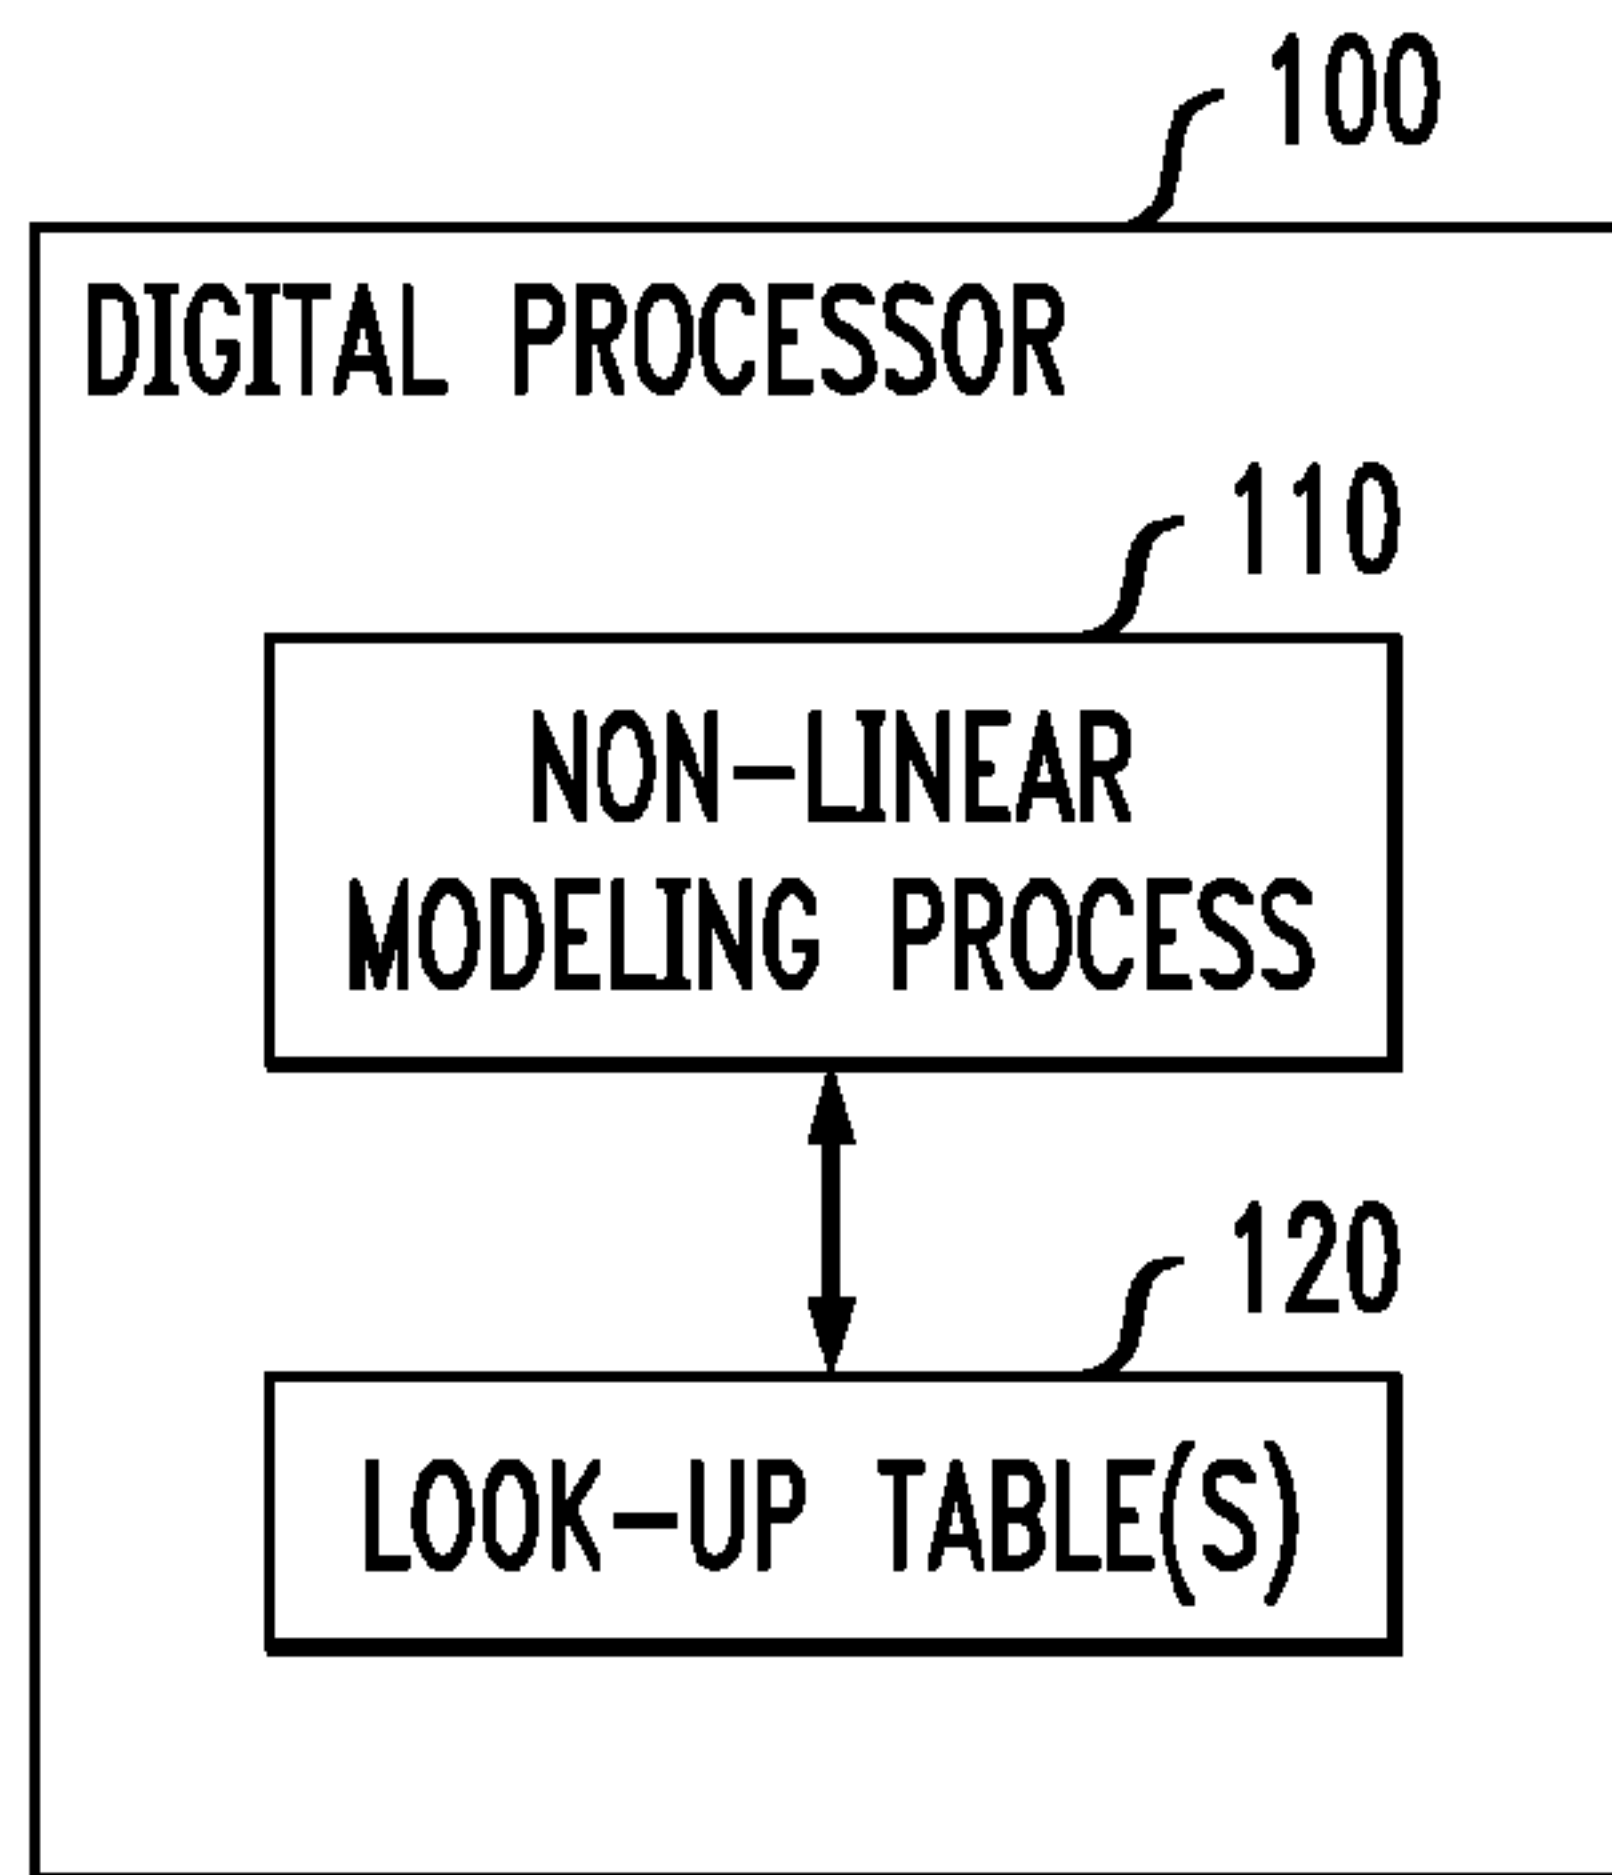 100
DIGITAL PROCESSOR
110
NON-LINEAR
MODELING PROCESS
120
LOOK-UP TABLE(S)